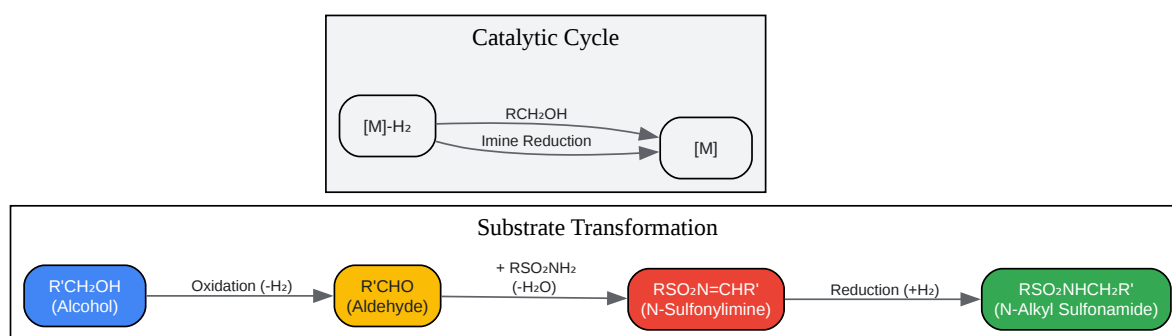 Catalytic Cycle
RCH₂OH
[M]-H₂
Imine Reduction
[M]
Substrate Transformation
R'CH₂OH
(Alcohol)
Oxidation (-H₂)
R'CHO
(Aldehyde)
+ RSO₂NH₂
(-H₂O)
RSO₂N=CHR'
(N-Sulfonylimine)
Reduction (+H₂)
RSO₂NHCH₂R'
(N-Alkyl Sulfonamide)